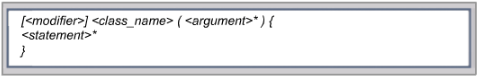 [<modifier>] <class_name> ( <argument>* ) {
<statement>*
}